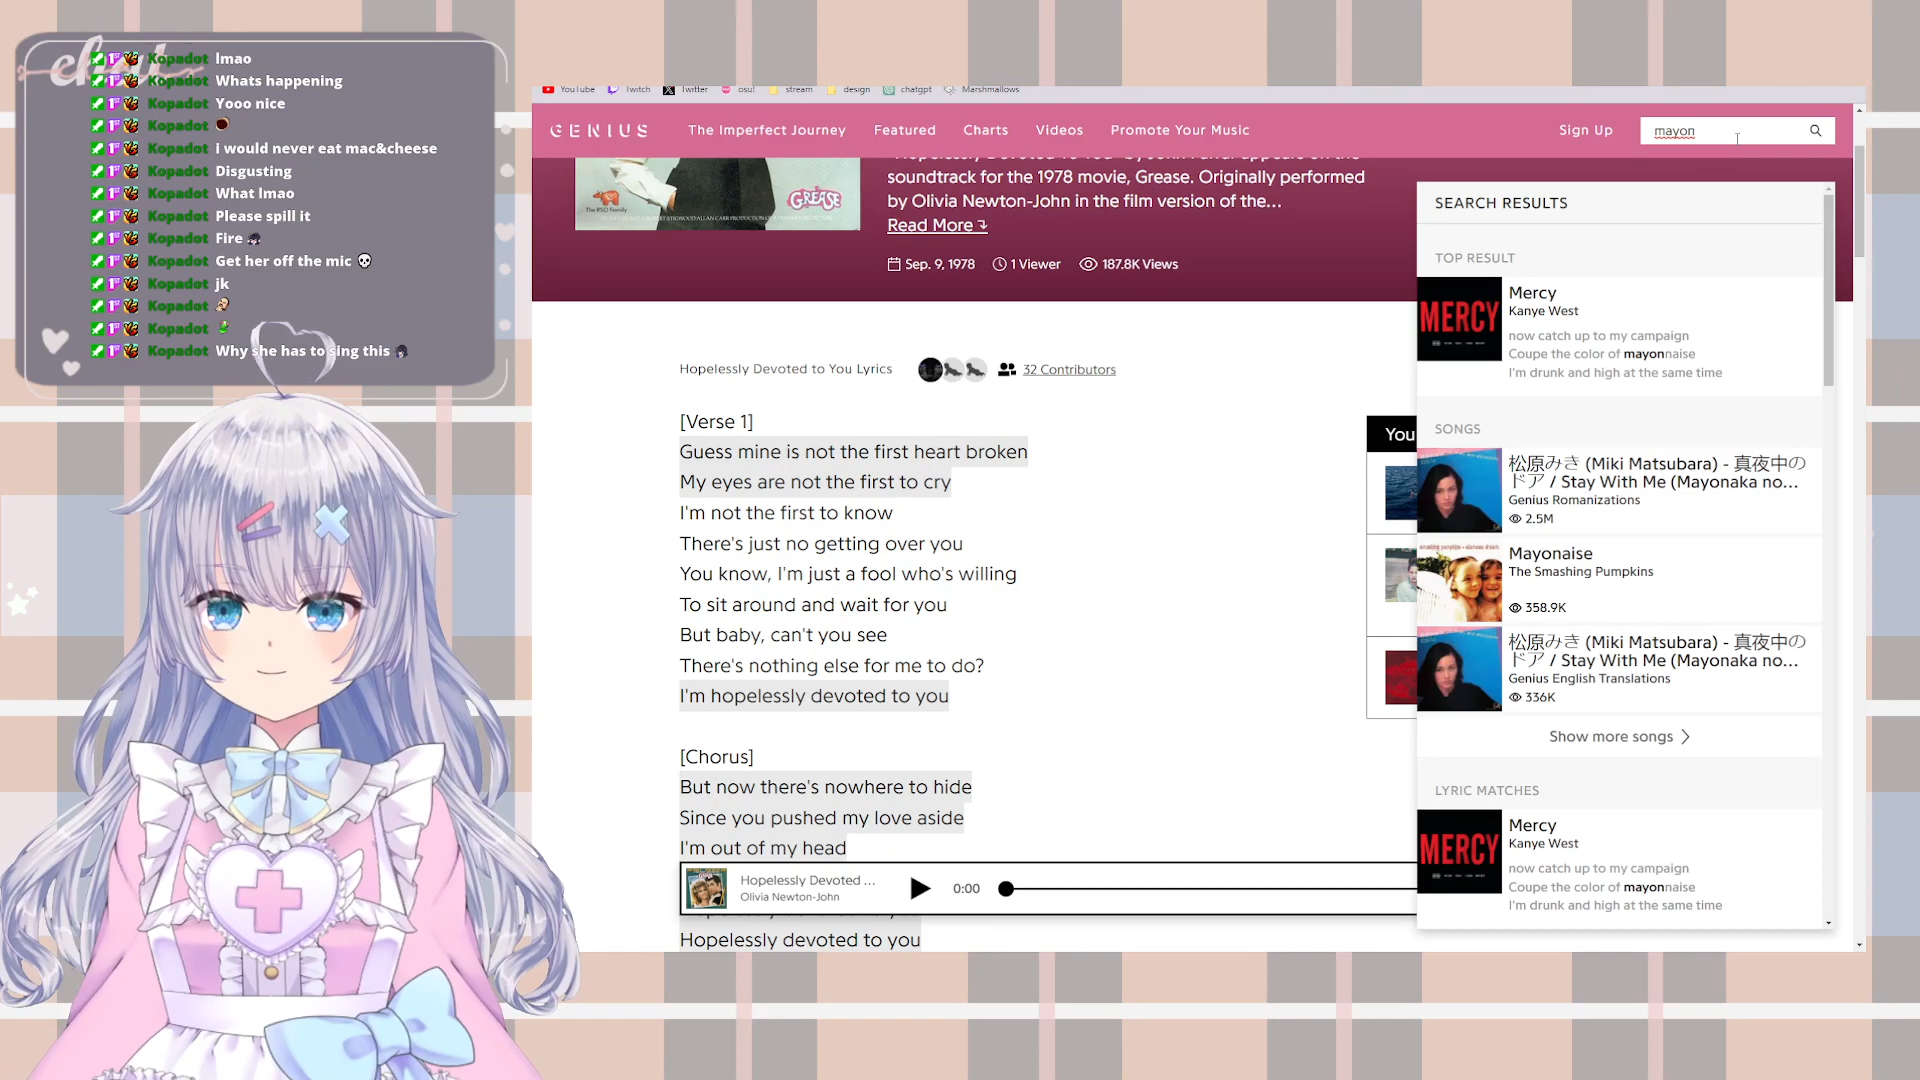 chat
Kopadot lmao
Kopadot Whats happening
Kopadot Yooo nice
Kopadot
Kopadot i would never eat mac&cheese
Kopadot Disgusting
Kopadot What lmao
Kopadot Please spill it
Kopadot Fire
Kopadot Get her off the mic 💀
Kopadot jk
Kopadot
Kopadot
Kopadot Why she has to sing this
YouTube Twitch Twitter osu! stream design chatgpt Marshmallows
GENIUS The Imperfect Journey Featured Charts Videos Promote Your Music Sign Up mayon
"Hopelessly Devoted To You" by John Farrar appears on the
soundtrack for the 1978 movie, Grease. Originally performed
by Olivia Newton-John in the film version of the...
Read More
The RSO Family
GREASE
Sep. 9, 1978 1 Viewer 187.8K Views
Hopelessly Devoted to You Lyrics 32 Contributors
[Verse 1]
Guess mine is not the first heart broken
My eyes are not the first to cry
I'm not the first to know
There's just no getting over you
You know, I'm just a fool who's willing
To sit around and wait for you
But baby, can't you see
There's nothing else for me to do?
I'm hopelessly devoted to you
[Chorus]
But now there's nowhere to hide
Since you pushed my love aside
I'm out of my head
Hopelessly devoted to you
Hopelessly Devoted ...
Olivia Newton-John
0:00
You
SEARCH RESULTS
TOP RESULT
MERCY
Mercy
Kanye West
now catch up to my campaign
Coupe the color of mayonnaise
I'm drunk and high at the same time
SONGS
松原みき (Miki Matsubara) - 真夜中の
ドア / Stay With Me (Mayonaka no...
Genius Romanizations
2.5M
Mayonaise
The Smashing Pumpkins
358.9K
松原みき (Miki Matsubara) - 真夜中の
ドア / Stay With Me (Mayonaka no...
Genius English Translations
336K
Show more songs
LYRIC MATCHES
MERCY
Mercy
Kanye West
now catch up to my campaign
Coupe the color of mayonnaise
I'm drunk and high at the same time